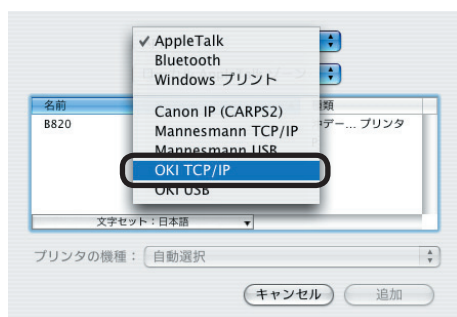 ✓ AppleTalk
Bluetooth
Windows プリント
Canon IP (CARPS2)
Mannesmann TCP/IP
Mannesmann USB
OKI TCP/IP
OKI USB
名前
B820 プリンタ
文字セット：日本語
プリンタの機種： 自動選択
キャンセル 追加